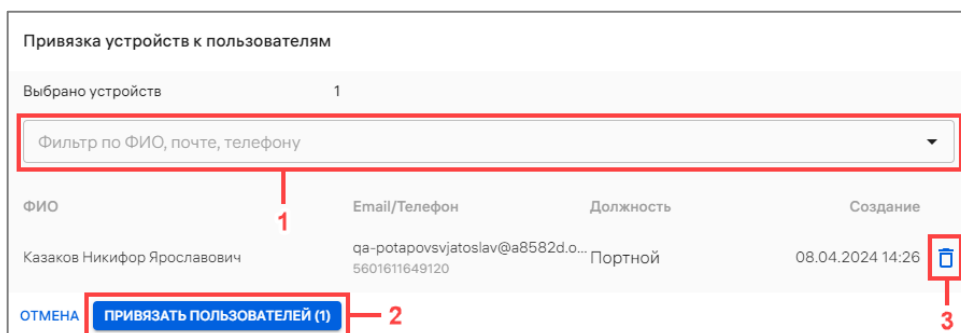 Привязка устройств к пользователям
Выбрано устройств 1
Фильтр по ФИО, почте, телефону
1
ФИО Email/Телефон Должность Создание
Казаков Никифор Ярославович qa-potapovsvjatoslav@a8582d.o... Портной 08.04.2024 14:26
5601611649120
ОТМЕНА ПРИВЯЗАТЬ ПОЛЬЗОВАТЕЛЕЙ (1) 2 3